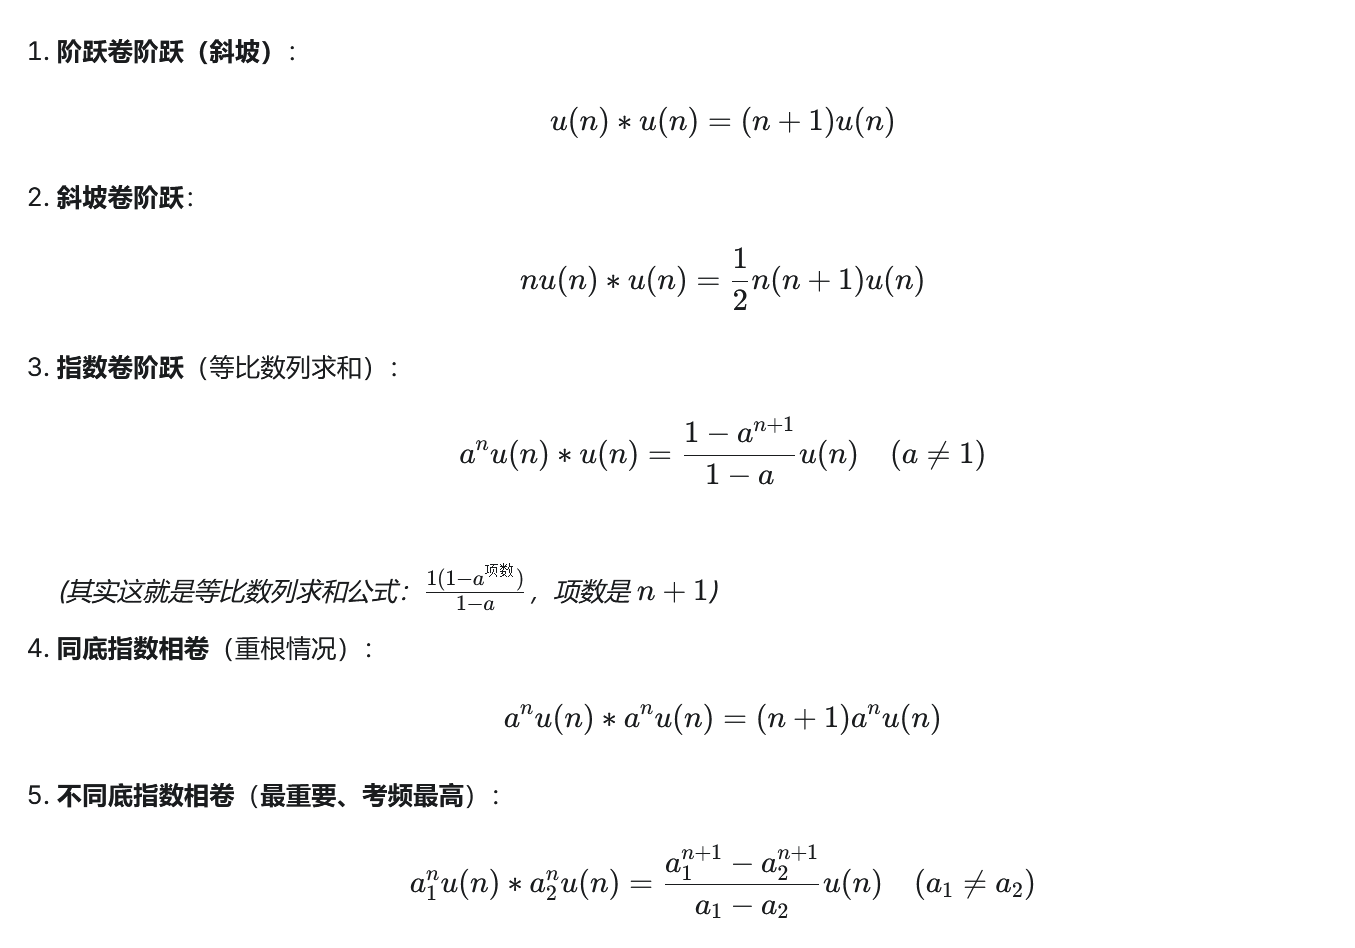 1. 阶跃卷阶跃（斜坡）:
u(n) ∗ u(n) = (n + 1)u(n)
2. 斜坡卷阶跃:
nu(n) ∗ u(n) = \frac{1}{2}n(n + 1)u(n)
3. 指数卷阶跃（等比数列求和）:
a^n u(n) ∗ u(n) = \frac{1 − a^{n+1}}{1 − a}u(n) (a ≠ 1)
(其实这就是等比数列求和公式: \frac{1(1−a^{项数})}{1−a}, 项数是 n + 1)
4. 同底指数相卷（重根情况）:
a^n u(n) ∗ a^n u(n) = (n + 1)a^n u(n)
5. 不同底指数相卷（最重要、考频最高）:
a_1^n u(n) ∗ a_2^n u(n) = \frac{a_1^{n+1} − a_2^{n+1}}{a_1 − a_2}u(n) (a_1 ≠ a_2)